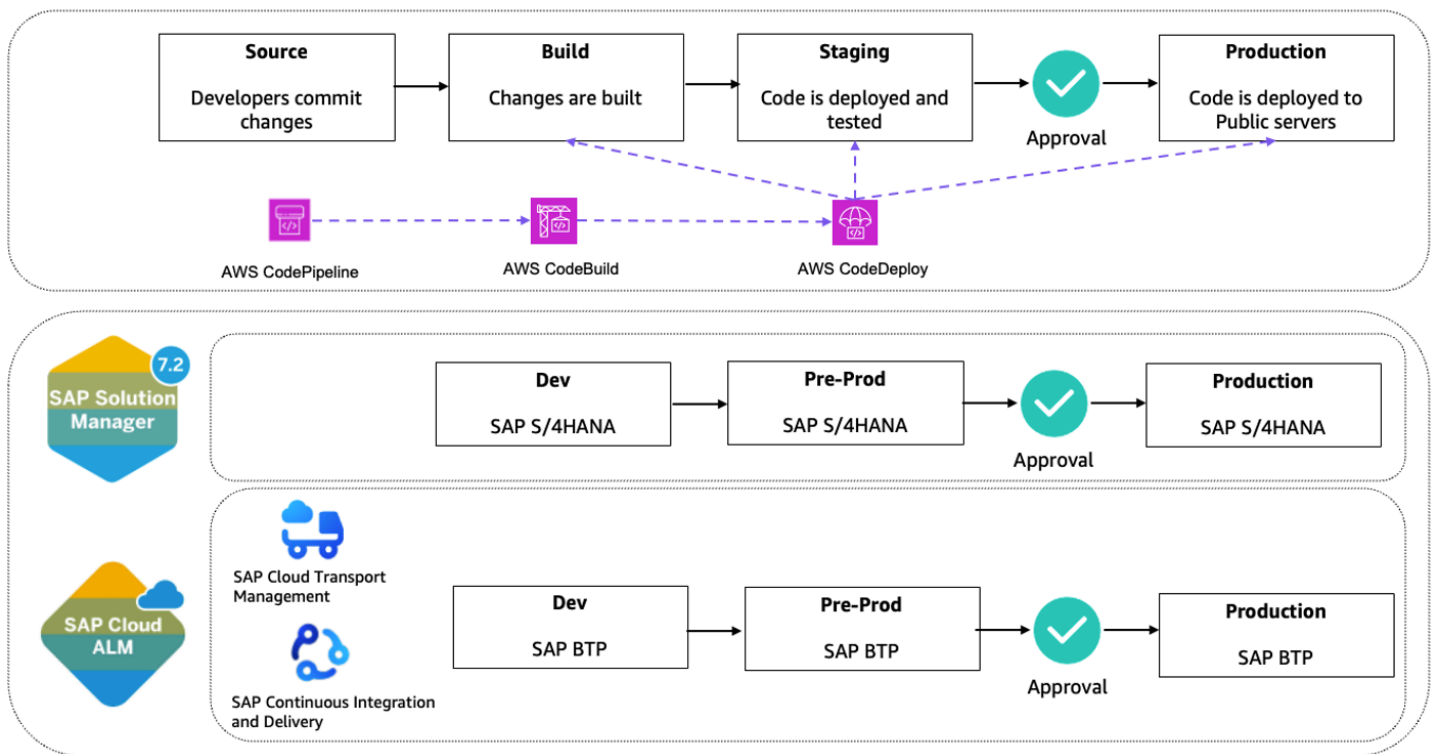 Source
Developers commit
changes
Build
Changes are built
Staging
Code is deployed and
tested
Approval
Production
Code is deployed to
Public servers
AWS CodePipeline
AWS CodeBuild
AWS CodeDeploy
7.2
SAP Solution
Manager
Dev
SAP S/4HANA
Pre-Prod
SAP S/4HANA
Approval
Production
SAP S/4HANA
SAP Cloud
ALM
SAP Cloud Transport
Management
SAP Continuous Integration
and Delivery
Dev
SAP BTP
Pre-Prod
SAP BTP
Approval
Production
SAP BTP